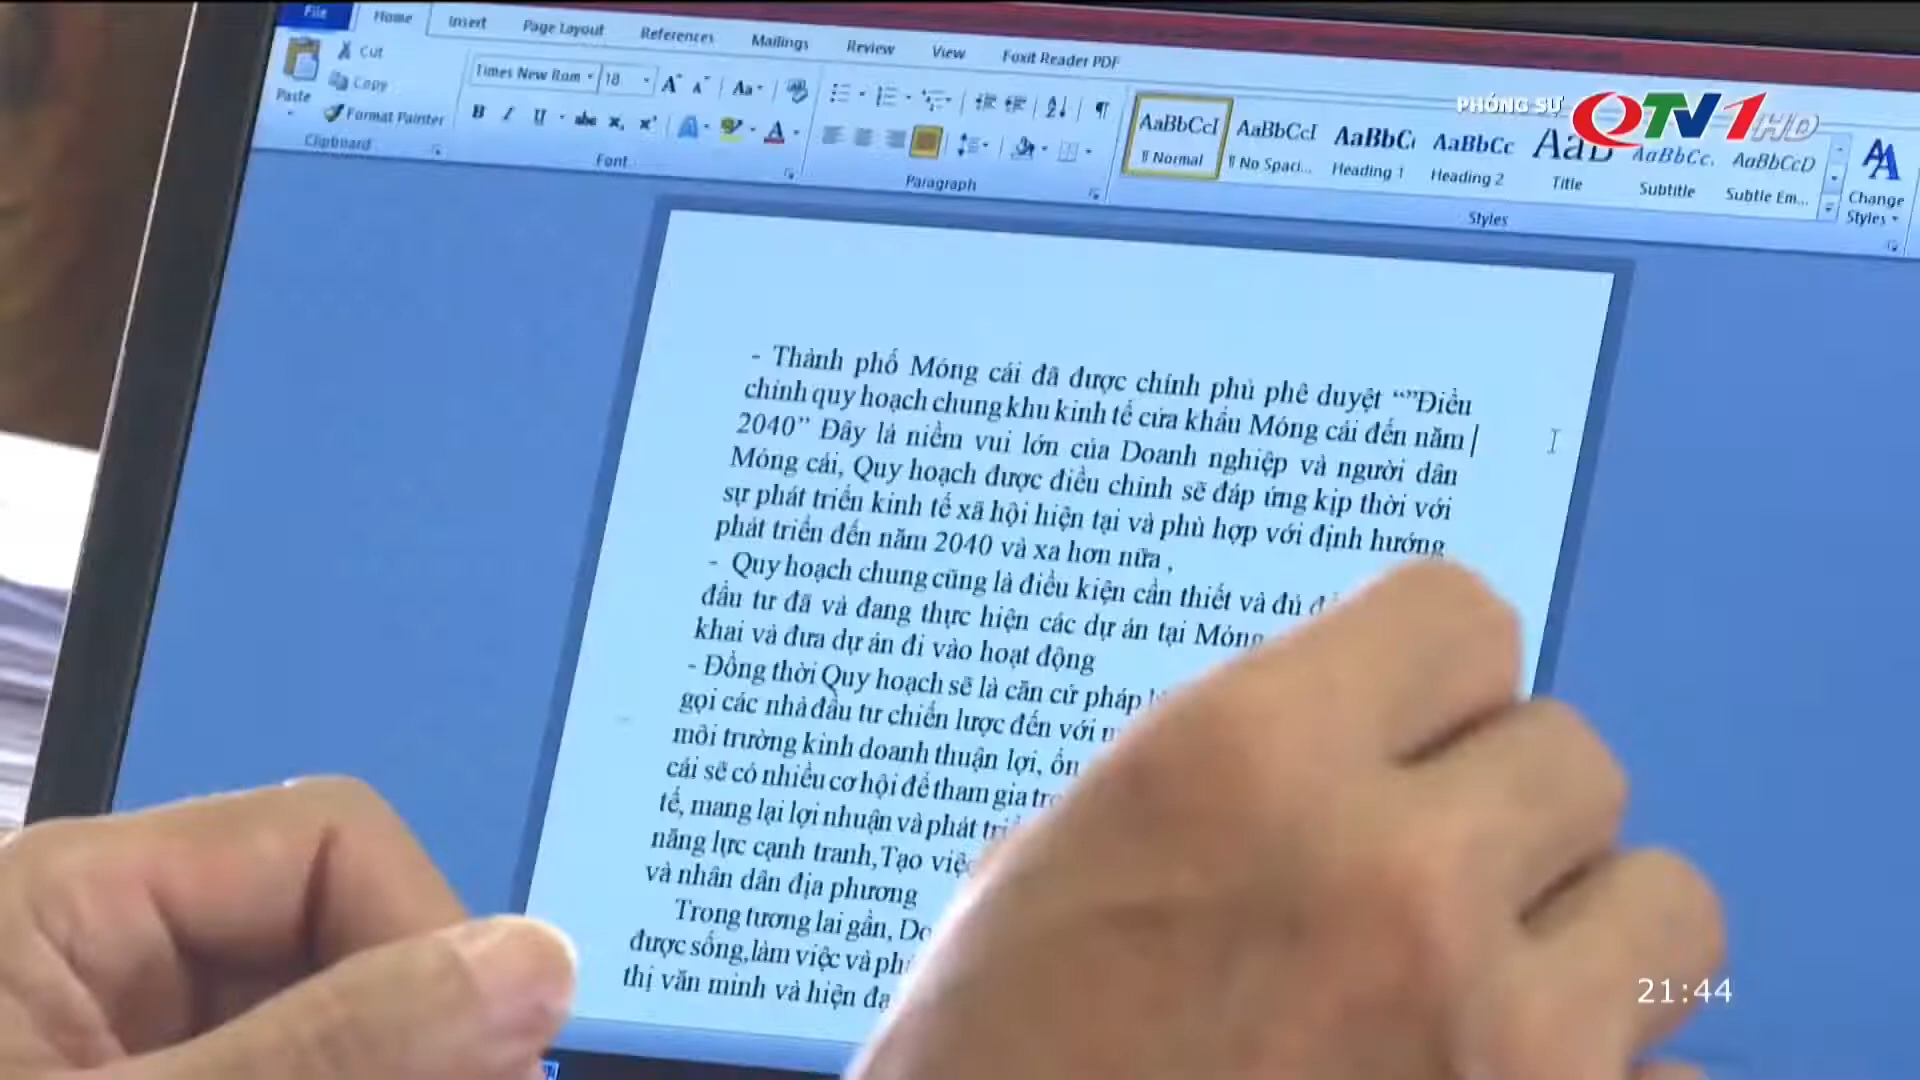 File Home Insert Page Layout References Mailings Review View Foxit Reader PDF
PHÓNG SỰ QTV1HD
Cut
Copy
Paste
Format Painter
Clipboard
Times New Rom 18
Font
Paragraph
AaBbCcI AaBbCcI AaBbC AaBbCc AaB AaBbCc. AaBbCcD
¶ Normal ¶ No Spaci... Heading 1 Heading 2 Title Subtitle Subtle Em...
Change
Styles
Styles
- Thành phố Móng cái đã được chính phủ phê duyệt “”Điều
chỉnh quy hoạch chung khu kinh tế cửa khẩu Móng cái đến năm
2040” Đây là niềm vui lớn của Doanh nghiệp và người dân
Móng cái, Quy hoạch được điều chỉnh sẽ đáp ứng kịp thời với
sự phát triển kinh tế xã hội hiện tại và phù hợp với định hướng
phát triển đến năm 2040 và xa hơn nữa ,
- Quy hoạch chung cũng là điều kiện cần thiết và đủ
đầu tư đã và đang thực hiện các dự án tại Móng
khai và đưa dự án đi vào hoạt động
- Đồng thời Quy hoạch sẽ là căn cứ pháp
gọi các nhà đầu tư chiến lược đến với
môi trường kinh doanh thuận lợi, ổn
cái sẽ có nhiều cơ hội để tham gia
tế, mang lại lợi nhuận và phát
năng lực cạnh tranh,Tạo việc
và nhân dân địa phương
Trong tương lai gần,
được sống,làm việc và
thị văn minh và hiện
21:44